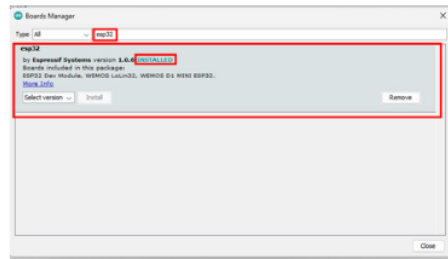 Boards Manager
Type All esp32
esp32
by Espressif Systems version 1.0.6 INSTALLED
Boards included in this package:
ESP32 Dev Module, WEMOS LoLin32, WEMOS D1 MINI ESP32.
More Info
Select version Install Remove
Close